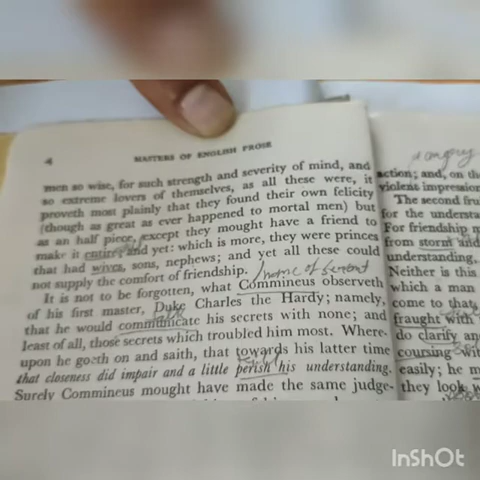 4 MASTERS OF ENGLISH PROSE
men so wise, for such strength and severity of mind, and
so extreme lovers of themselves, as all these were, it
proveth most plainly that they found their own felicity
(though as great as ever happened to mortal men) but
as an half piece, except they mought have a friend to
make it entire; and yet: which is more, they were princes
that had wives, sons, nephews; and yet all these could
not supply the comfort of friendship.
name of servant
It is not to be forgotten, what Commineus observeth
of his first master, Duke Charles the Hardy; namely,
that he would communicate his secrets with none; and
least of all, those secrets which troubled him most. Where-
upon he goeth on and saith, that towards his latter time
that closeness did impair and a little perish his understanding.
Surely Commineus mought have made the same judge-
action; and, on th
violent impression
The second fru
for the understa
For friendship m
from storm and
understanding.
Neither is this
which a man
come to that,
fraught with
do clarify an
coursing wit
easily; he m
they look w
InShOt